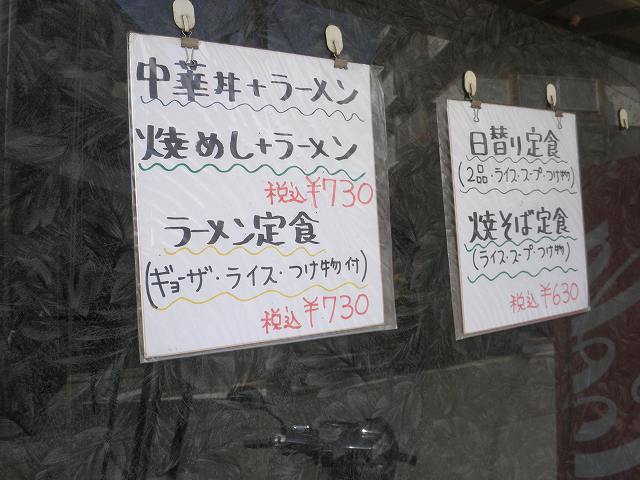 中華丼+ラーメン
焼めし+ラーメン
税込¥730
ラーメン定食
(ギョーザ・ライス・つけ物付)
税込¥730
日替り定食
(2品・ライス・スープ・つけ物)
焼そば定食
(ライス・スープ・つけ物)
税込¥630